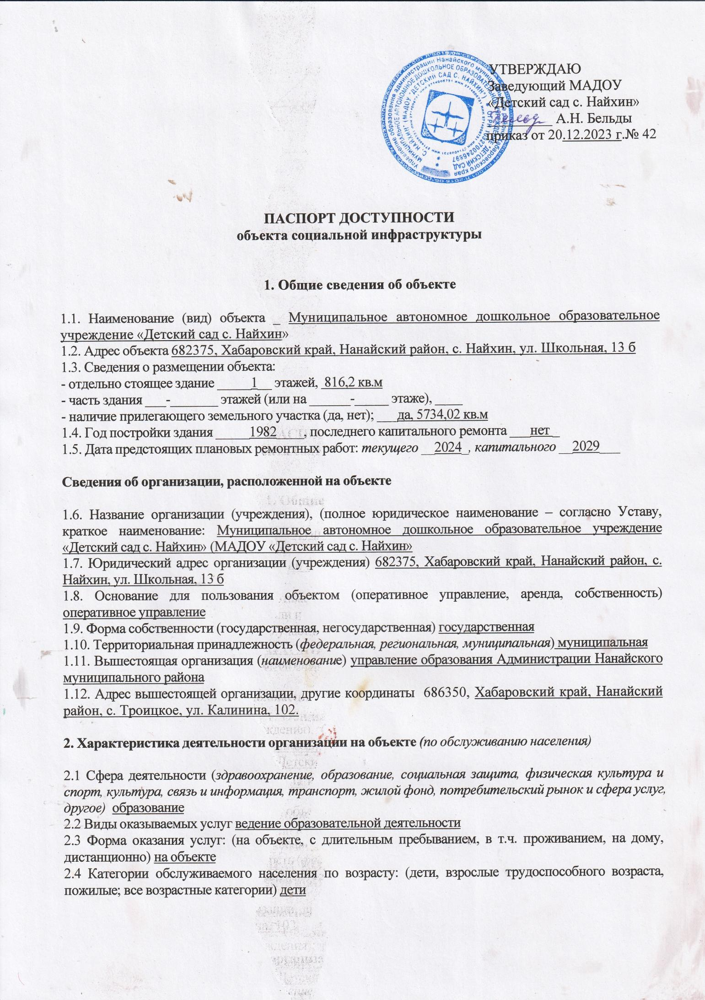 УТВЕРЖДАЮ
Заведующий МАДОУ
«Детский сад с. Найхин»
_________ А.Н. Бельды
приказ от 20.12.2023 г.№ 42
ПАСПОРТ ДОСТУПНОСТИ
объекта социальной инфраструктуры
1. Общие сведения об объекте
1.1. Наименование (вид) объекта _ Муниципальное автономное дошкольное образовательное
учреждение «Детский сад с. Найхин»
1.2. Адрес объекта 682375, Хабаровский край, Нанайский район, с. Найхин, ул. Школьная, 13 б
1.3. Сведения о размещении объекта:
- отдельно стоящее здание _____1__ этажей, 816,2 кв.м
- часть здания ___-_______ этажей (или на ______-_____ этаже), ____
- наличие прилегающего земельного участка (да, нет); ___да, 5734,02 кв.м
1.4. Год постройки здания _____1982____, последнего капитального ремонта ___нет_
1.5. Дата предстоящих плановых ремонтных работ: текущего __2024_, капитального __2029___
Сведения об организации, расположенной на объекте
1.6. Название организации (учреждения), (полное юридическое наименование – согласно Уставу,
краткое наименование: Муниципальное автономное дошкольное образовательное учреждение
«Детский сад с. Найхин» (МАДОУ «Детский сад с. Найхин»
1.7. Юридический адрес организации (учреждения) 682375, Хабаровский край, Нанайский район, с.
Найхин, ул. Школьная, 13 б
1.8. Основание для пользования объектом (оперативное управление, аренда, собственность)
оперативное управление
1.9. Форма собственности (государственная, негосударственная) государственная
1.10. Территориальная принадлежность (федеральная, региональная, муниципальная) муниципальная
1.11. Вышестоящая организация (наименование) управление образования Администрации Нанайского
муниципального района
1.12. Адрес вышестоящей организации, другие координаты 686350, Хабаровский край, Нанайский
район, с. Троицкое, ул. Калинина, 102.
2. Характеристика деятельности организации на объекте (по обслуживанию населения)
2.1 Сфера деятельности (здравоохранение, образование, социальная защита, физическая культура и
спорт, культура, связь и информация, транспорт, жилой фонд, потребительский рынок и сфера услуг,
другое) образование
2.2 Виды оказываемых услуг ведение образовательной деятельности
2.3 Форма оказания услуг: (на объекте, с длительным пребыванием, в т.ч. проживанием, на дому,
дистанционно) на объекте
2.4 Категории обслуживаемого населения по возрасту: (дети, взрослые трудоспособного возраста,
пожилые; все возрастные категории) дети